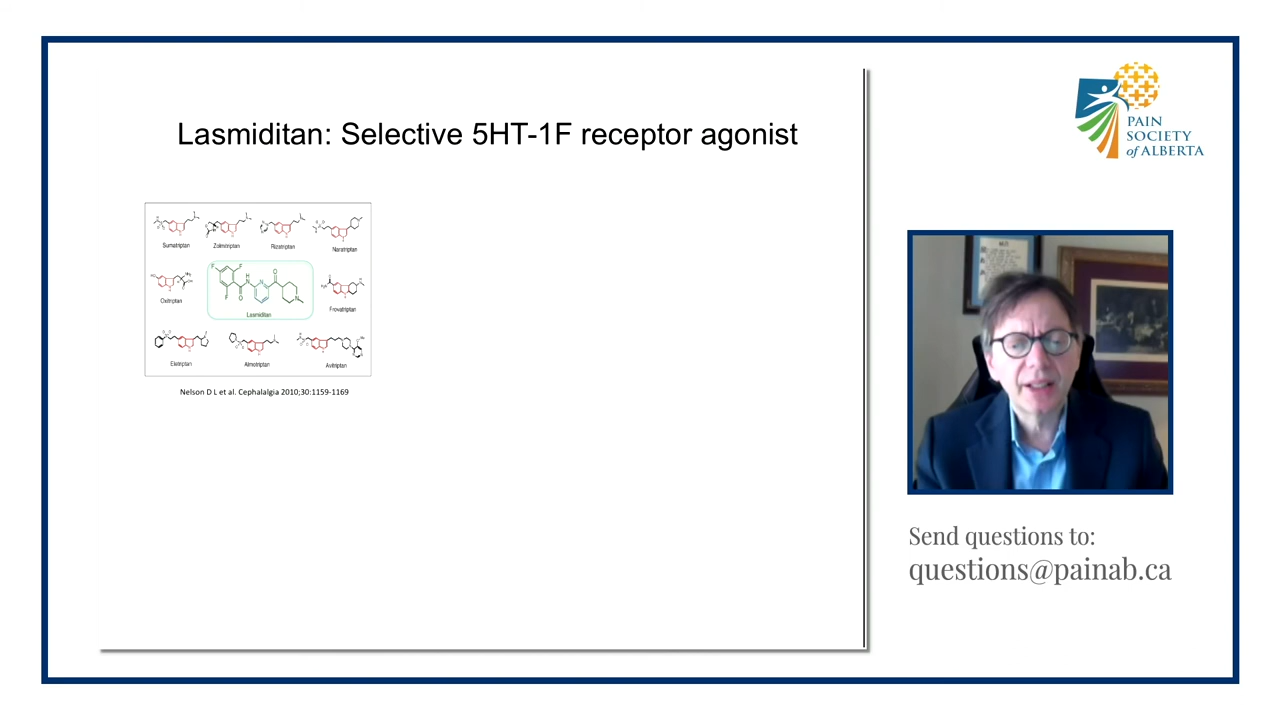 Lasmiditan: Selective 5HT-1F receptor agonist
Sumatriptan
Zolmitriptan
Rizatriptan
Naratriptan
Oxitriptan
Lasmiditan
Frovatriptan
Eletriptan
Almotriptan
Avitriptan
Nelson D L et al. Cephalalgia 2010;30:1159-1169
PAIN
SOCIETY
of ALBERTA
Send questions to:
questions@painab.ca